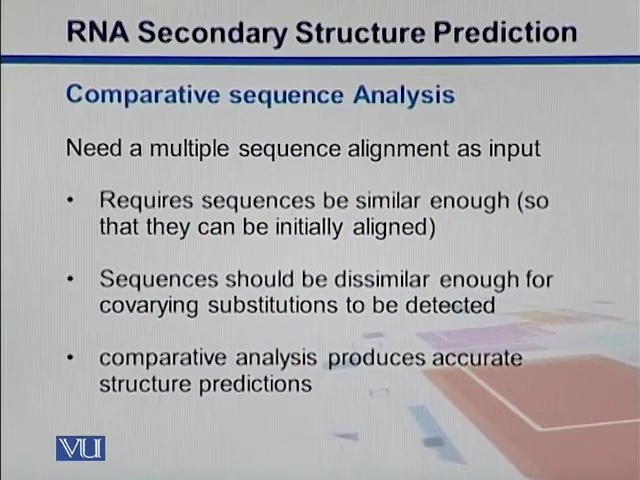 RNA Secondary Structure Prediction
Comparative sequence Analysis
Need a multiple sequence alignment as input
• Requires sequences be similar enough (so
that they can be initially aligned)
• Sequences should be dissimilar enough for
covarying substitutions to be detected
• comparative analysis produces accurate
structure predictions
VU